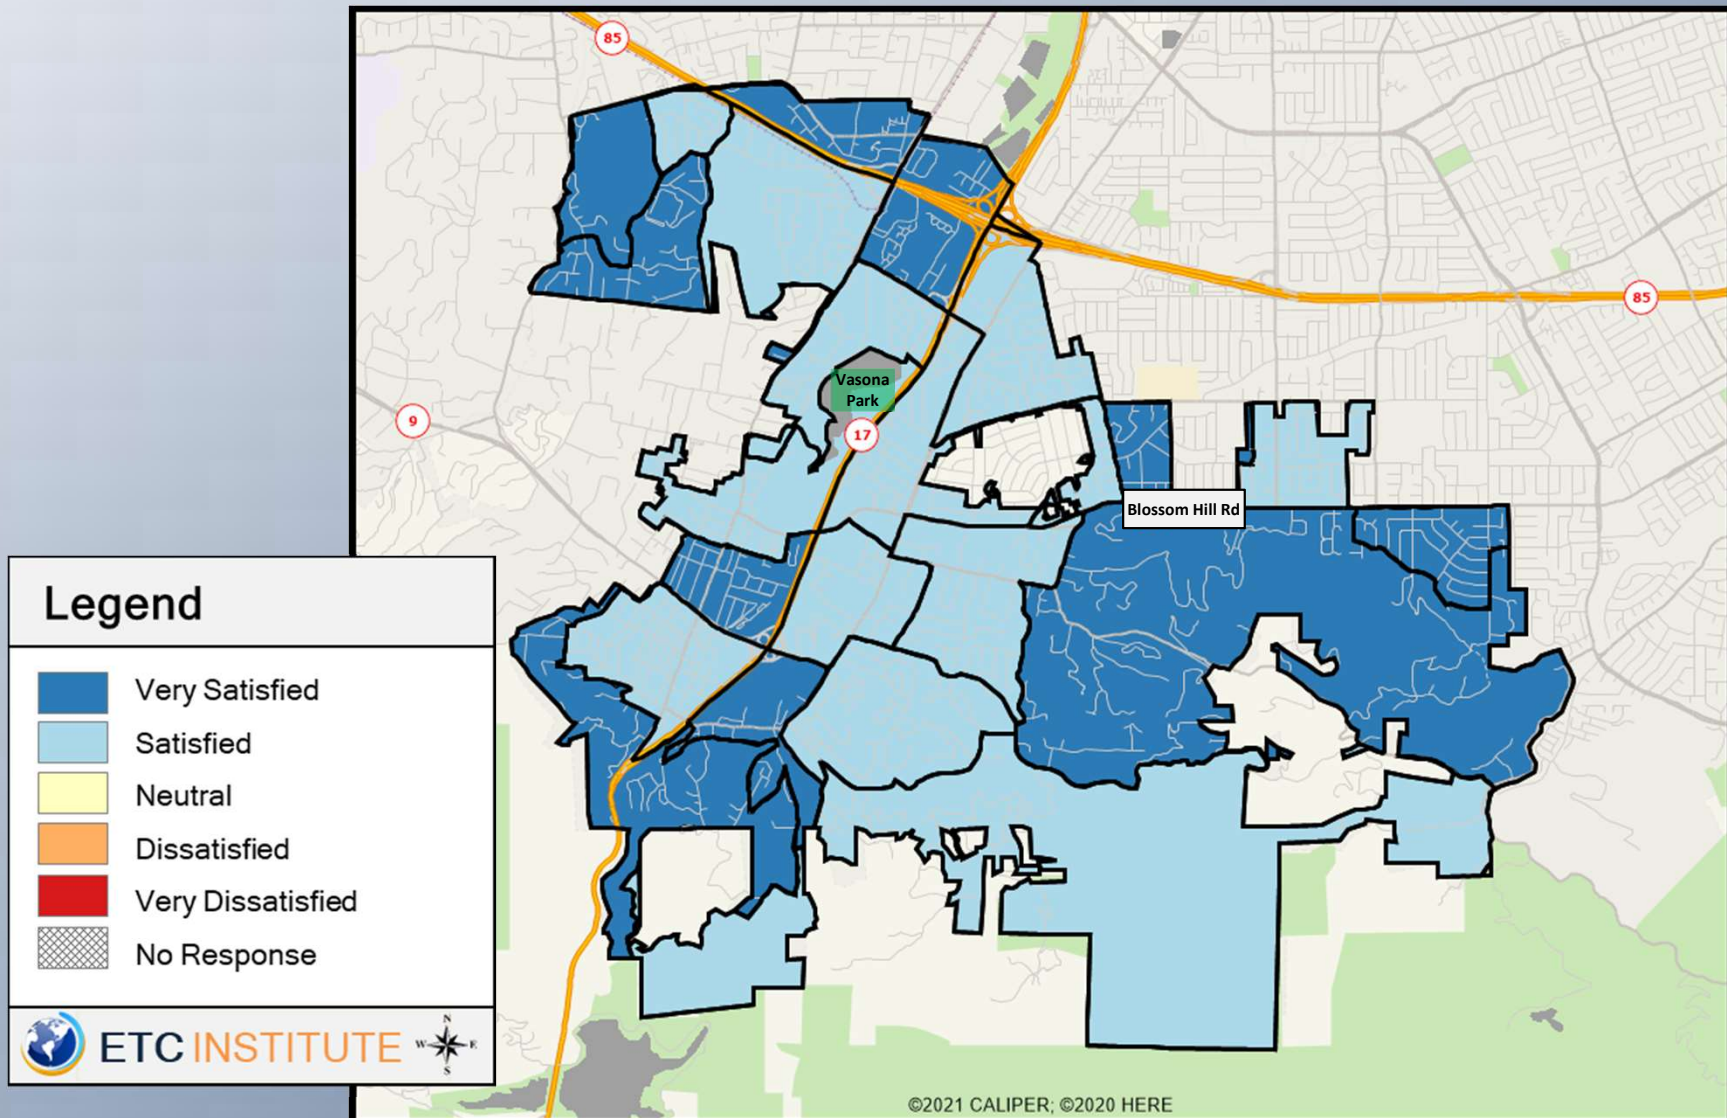 85
85
9
Vasona
Park
17
Blossom Hill Rd
Legend
Very Satisfied
Satisfied
Neutral
Dissatisfied
Very Dissatisfied
No Response
ETC INSTITUTE
N
W
E
S
©2021 CALIPER; ©2020 HERE